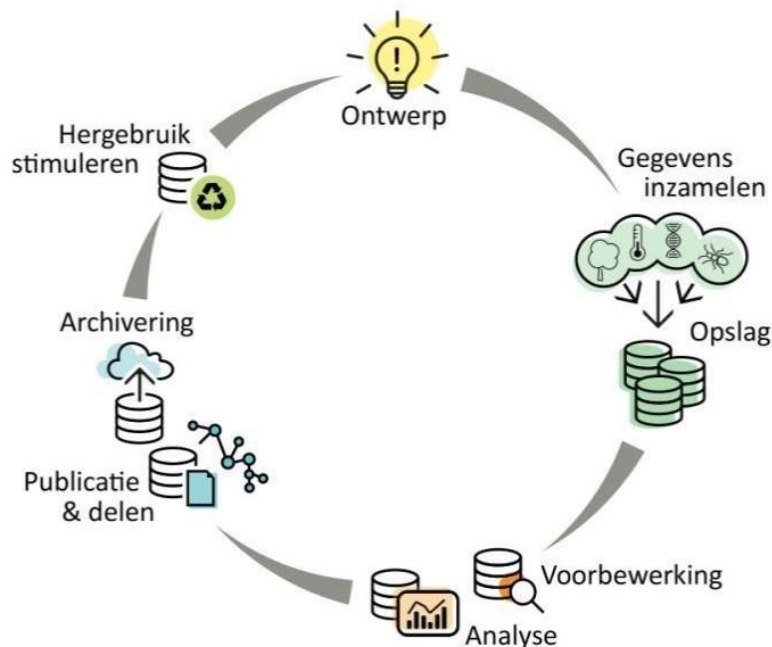 Ontwerp
Gegevens
inzamelen
Opslag
Voorbewerking
Analyse
Publicatie
& delen
Archivering
Hergebruik
stimuleren